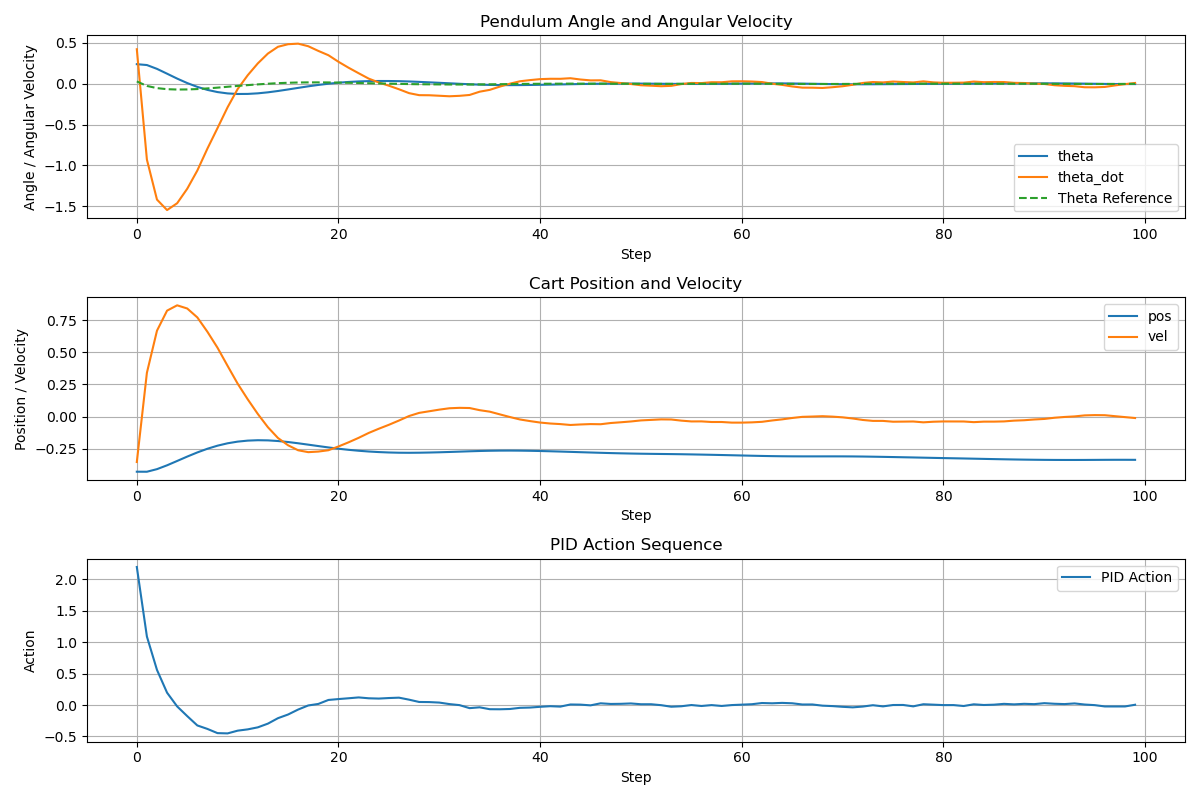 Pendulum Angle and Angular Velocity
Angle / Angular Velocity
0.5
0.0
−0.5
−1.0
−1.5
theta
theta_dot
Theta Reference
0 20 40 60 80 100
Step
Cart Position and Velocity
Position / Velocity
0.75
0.50
0.25
0.00
−0.25
pos
vel
0 20 40 60 80 100
Step
PID Action Sequence
Action
2.0
1.5
1.0
0.5
0.0
−0.5
PID Action
0 20 40 60 80 100
Step